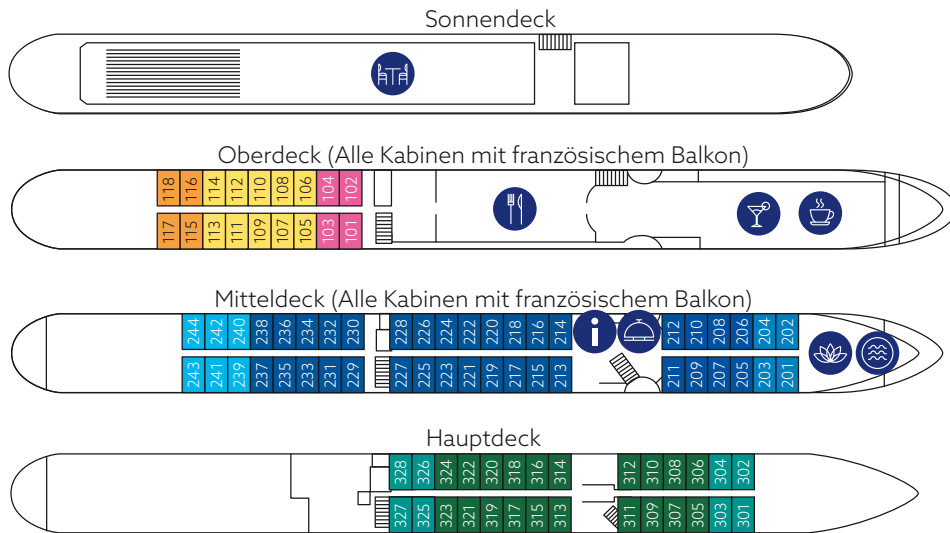 Sonnendeck
Oberdeck (Alle Kabinen mit französischem Balkon)
118 116 114 112 110 108 106 104 102
117 115 113 111 109 107 105 103 101
Mitteldeck (Alle Kabinen mit französischem Balkon)
244 242 240 238 236 234 232 230 228 226 224 222 220 218 216 214 212 210 208 206 204 202
243 241 239 237 235 233 231 229 227 225 223 221 219 217 215 213 211 209 207 205 203 201
Hauptdeck
328 326 324 322 320 318 316 314 312 310 308 306 304 302
327 325 323 321 319 317 315 313 311 309 307 305 303 301